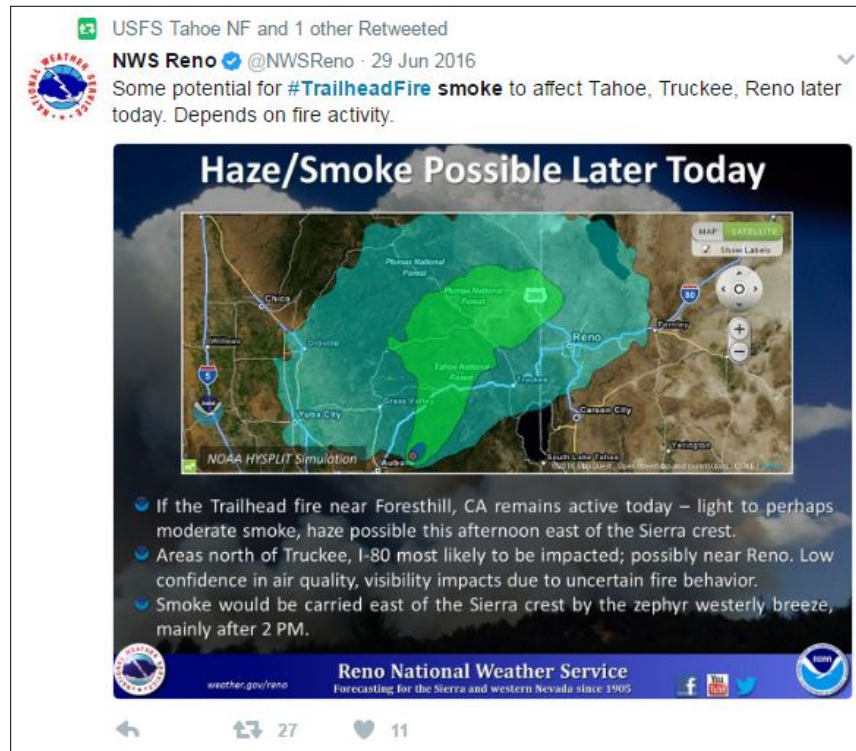 USFS Tahoe NF and 1 other Retweeted
NWS Reno @NWSReno · 29 Jun 2016
Some potential for #TrailheadFire smoke to affect Tahoe, Truckee, Reno later
today. Depends on fire activity.
Haze/Smoke Possible Later Today
MAP SATELLITE
Show Labels
Plumas National
Forest
Chico
Plumas National
Forest
395
80
Fernley
Willows
Oroville
Reno
Tahoe National
Forest
Truckee
5
Grass Valley
Yuba City
Carson City
Auburn
Yerington
NOAA HYSPLIT Simulation
South Lake Tahoe
If the Trailhead fire near Foresthill, CA remains active today – light to perhaps
moderate smoke, haze possible this afternoon east of the Sierra crest.
Areas north of Truckee, I-80 most likely to be impacted; possibly near Reno. Low
confidence in air quality, visibility impacts due to uncertain fire behavior.
Smoke would be carried east of the Sierra crest by the zephyr westerly breeze,
mainly after 2 PM.
NATIONAL WEATHER SERVICE
weather.gov/reno
Reno National Weather Service
Forecasting for the Sierra and western Nevada since 1905
f
You Tube
NOAA
27
11